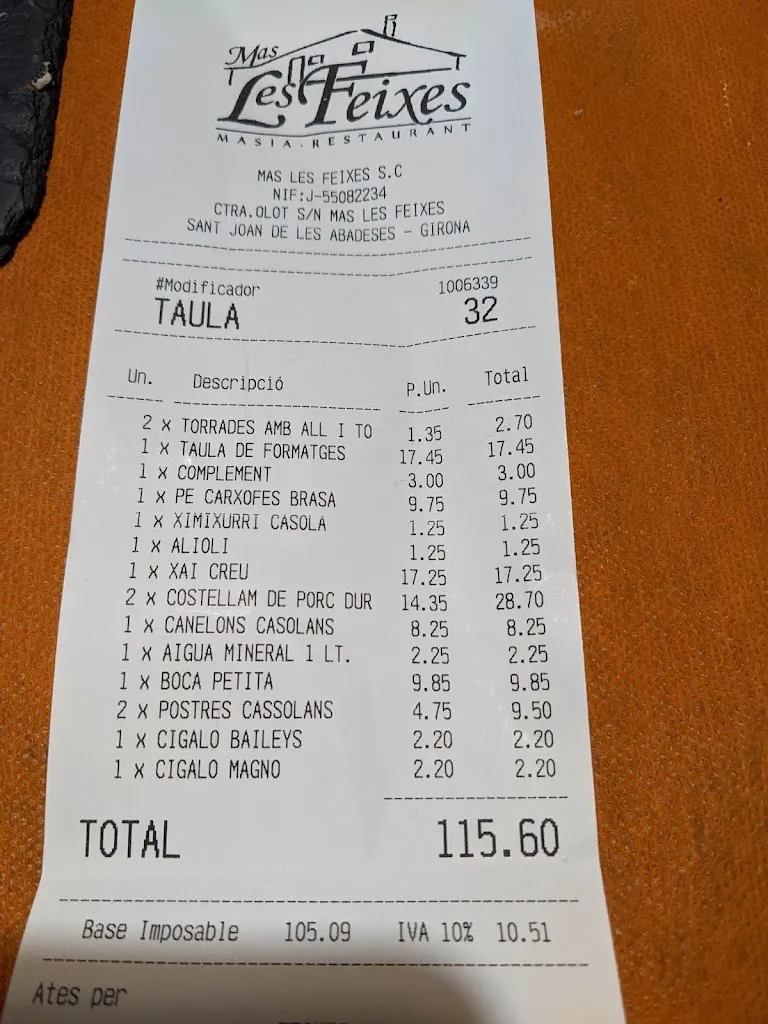 Mas
Les Feixes
MASIA.RESTAURANT
MAS LES FEIXES S.C
NIF:J-55082234
CTRA.OLOT S/N MAS LES FEIXES
SANT JOAN DE LES ABADESES - GIRONA
#Modificador 1006339
TAULA 32
Un. Descripció P.Un. Total
2 x TORRADES AMB ALL I TO 1.35 2.70
1 x TAULA DE FORMATGES 17.45 17.45
1 x COMPLEMENT 3.00 3.00
1 x PE CARXOFES BRASA 9.75 9.75
1 x XIMIXURRI CASOLA 1.25 1.25
1 x ALIOLI 1.25 1.25
1 x XAI CREU 17.25 17.25
2 x COSTELLAM DE PORC DUR 14.35 28.70
1 x CANELONS CASOLANS 8.25 8.25
1 x AIGUA MINERAL 1 LT. 2.25 2.25
1 x BOCA PETITA 9.85 9.85
2 x POSTRES CASSOLANS 4.75 9.50
1 x CIGALO BAILEYS 2.20 2.20
1 x CIGALO MAGNO 2.20 2.20
TOTAL 115.60
Base Imposable 105.09 IVA 10% 10.51
Ates per